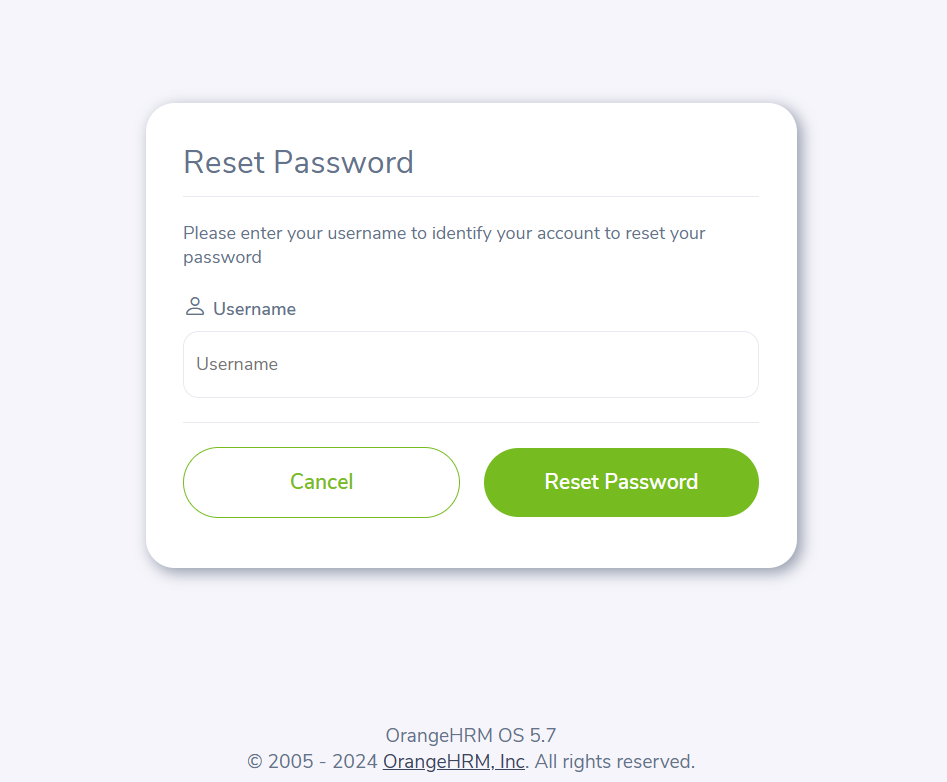 Reset Password
Please enter your username to identify your account to reset your
password
Username
Username
Cancel
Reset Password
OrangeHRM OS 5.7
© 2005 - 2024 OrangeHRM, Inc. All rights reserved.